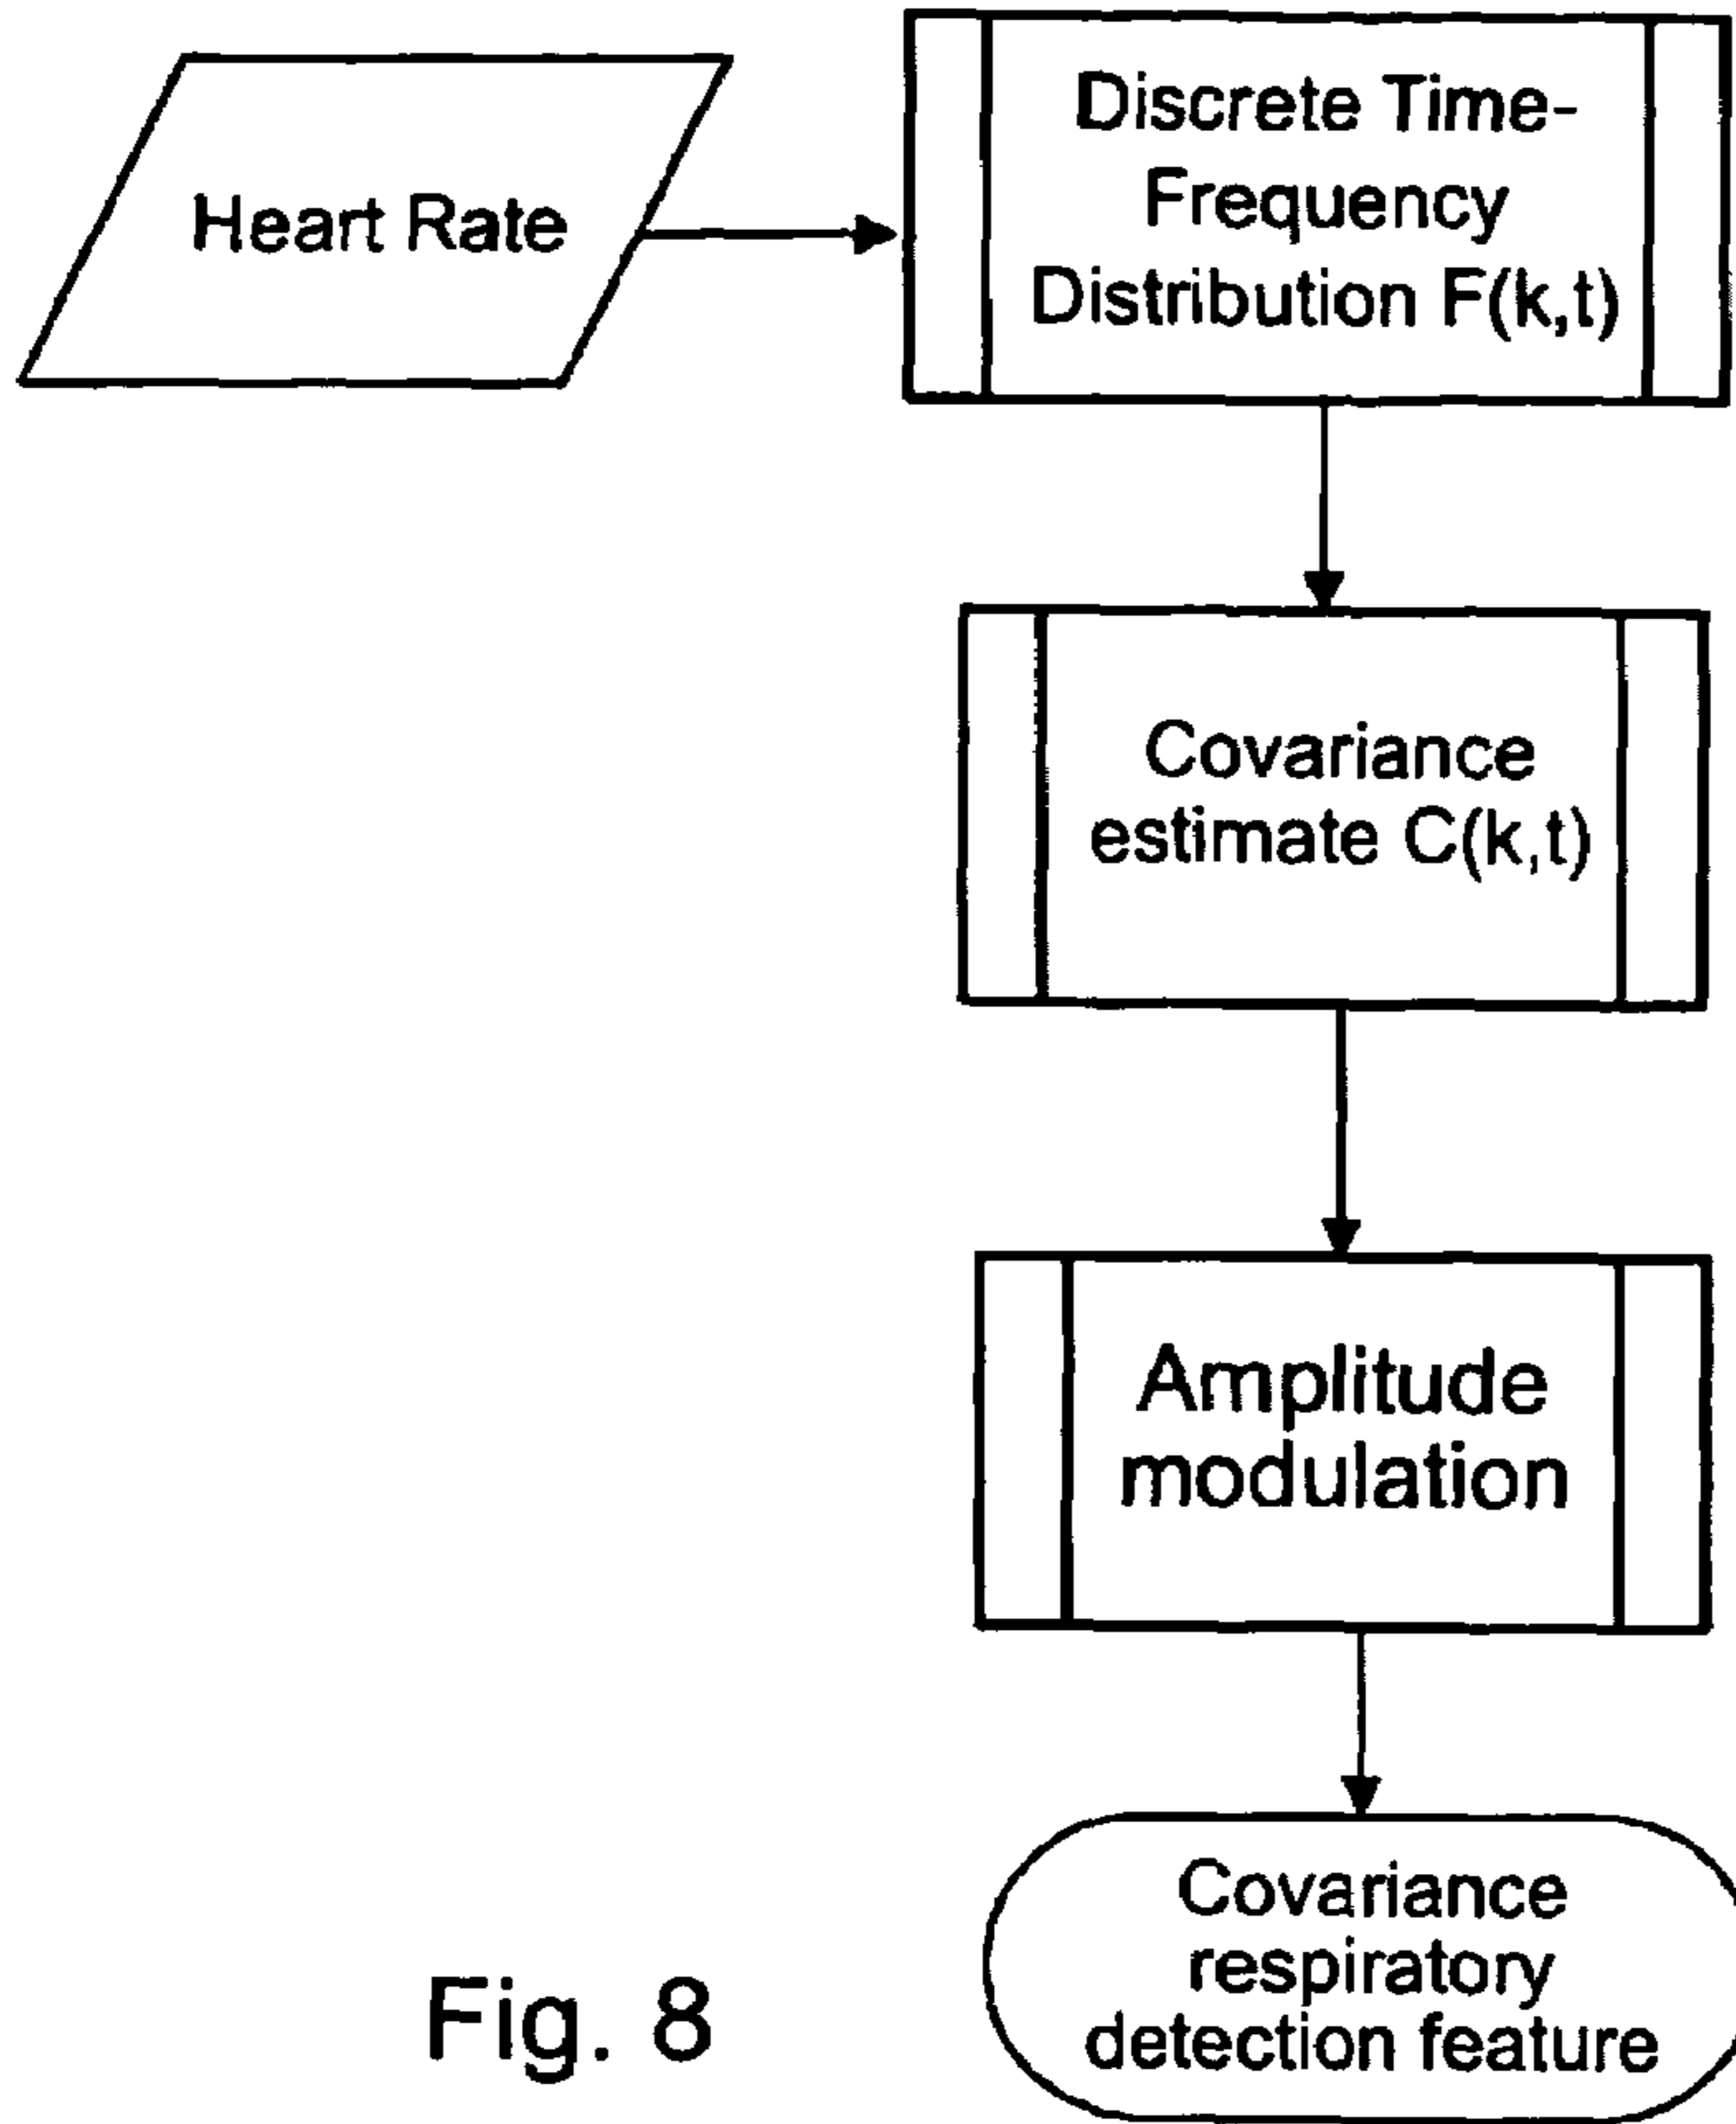 Heart Rate
Discrete Time-
Frequency
Distribution F(k,t)
Covariance
estimate C(k,t)
Amplitude
modulation
Covariance
respiratory
detection feature
Fig. 8